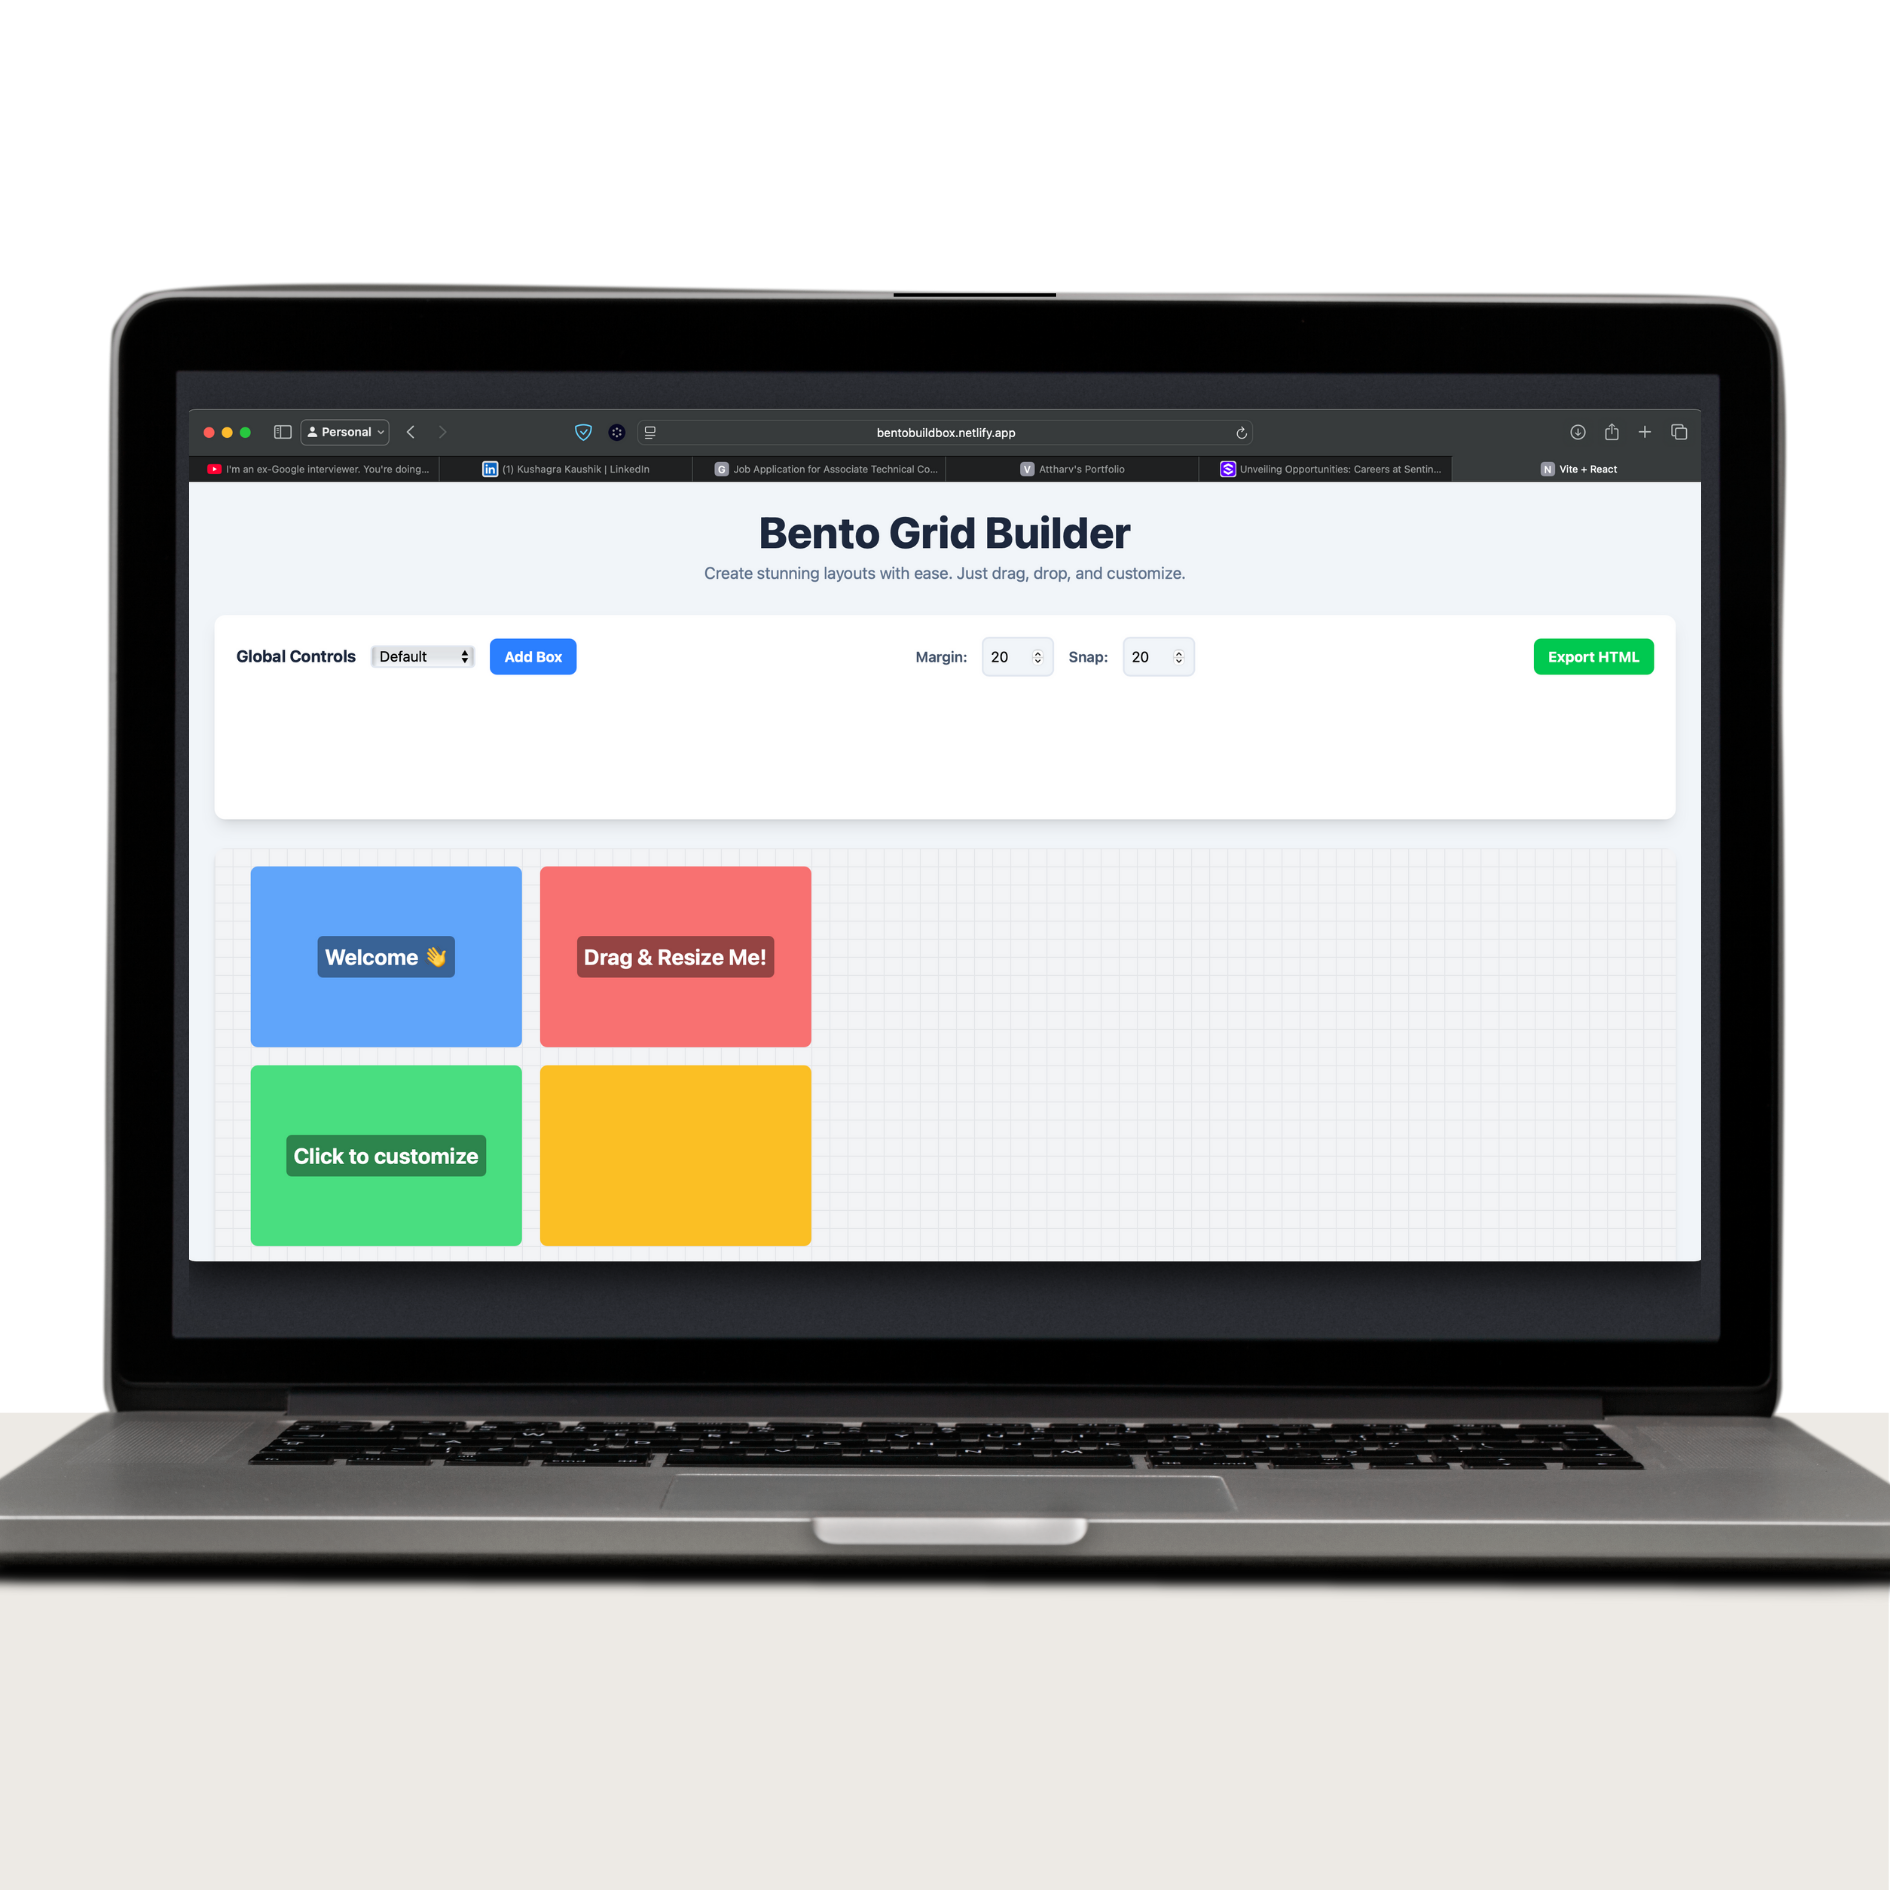 Personal
bentobuildbox.netlify.app
I'm an ex-Google interviewer. You're doing...
in (1) Kushagra Kaushik | LinkedIn
G Job Application for Associate Technical Co...
V Attharv's Portfolio
S Unveiling Opportunities: Careers at Sentin...
N Vite + React
Bento Grid Builder
Create stunning layouts with ease. Just drag, drop, and customize.
Global Controls Default Add Box Margin: 20 Snap: 20 Export HTML
Welcome 👋 Drag & Resize Me!
Click to customize